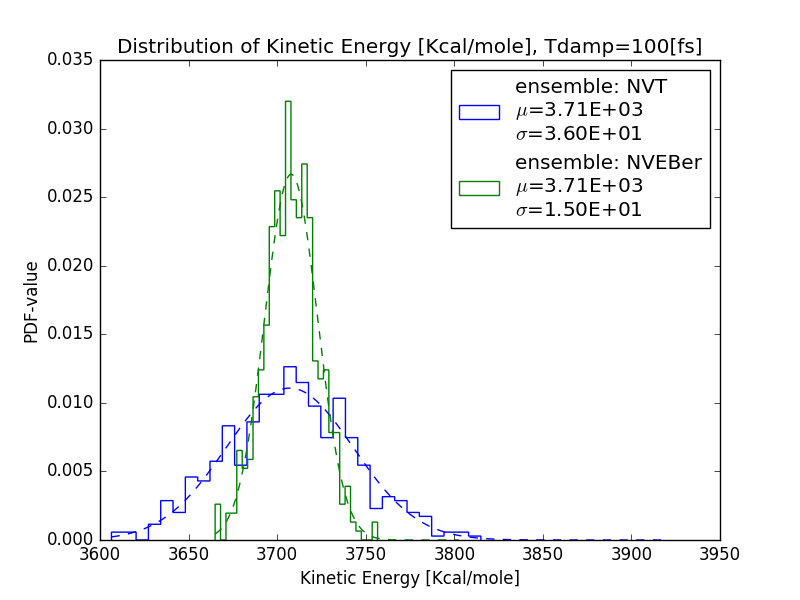 Distribution of Kinetic Energy [Kcal/mole], Tdamp=100[fs]
ensemble: NVT
μ=3.71E+03
σ=3.60E+01
ensemble: NVEBer
μ=3.71E+03
σ=1.50E+01
PDF-value
0.035
0.030
0.025
0.020
0.015
0.010
0.005
0.000
3600 3650 3700 3750 3800 3850 3900 3950
Kinetic Energy [Kcal/mole]